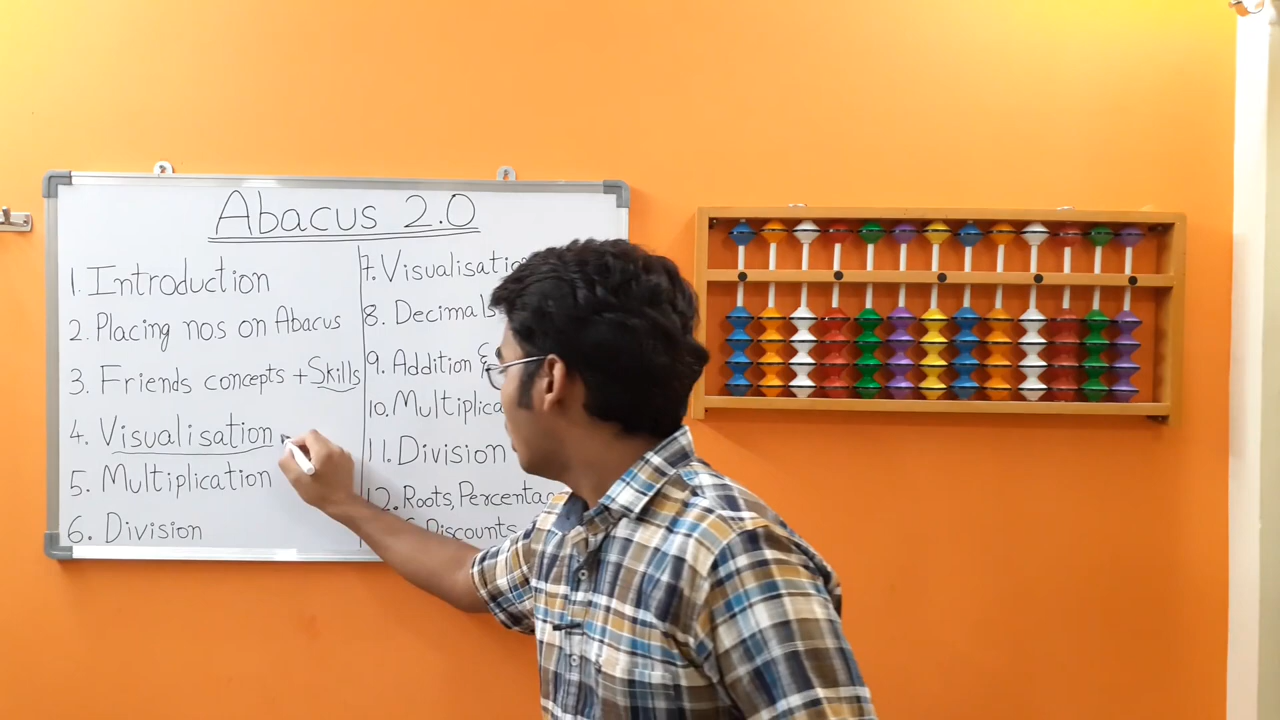 Abacus 2.0
1. Introduction
2. Placing no.s on Abacus
3. Friends concepts + Skills
4. Visualisation
5. Multiplication
6. Division
7. Visualisatio
8. Decimals
9. Addition &
10. Multiplica
11. Division
12. Roots, Percenta
Discounts